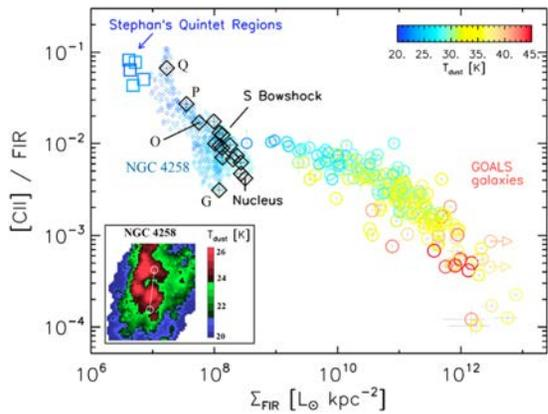 Stephan's Quintet Regions
20. 25. 30. 35. 40. 45.
T_dust [K]
Q
P
S Bowshock
O
NGC 4258
G
Nucleus
GOALS
galaxies
NGC 4258
T_dust [K]
26
24
22
20
10^-1
10^-2
10^-3
10^-4
[CII] / FIR
10^6 10^8 10^10 10^12
Σ_FIR [L_⊙ kpc^-2]